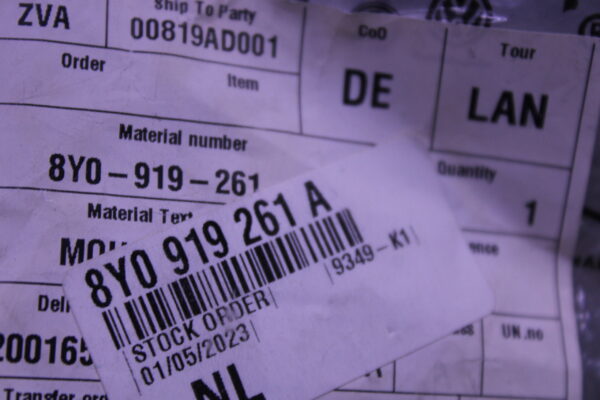 ZVA
Ship To Party
00819AD001
CoO
DE
Tour
LAN
Order
Item
Material number
8Y0-919-261
Quantity
1
Material Text
8Y0 919 261 A
9349-K1
STOCK ORDER
01/05/2023
NL
UN.no
200165